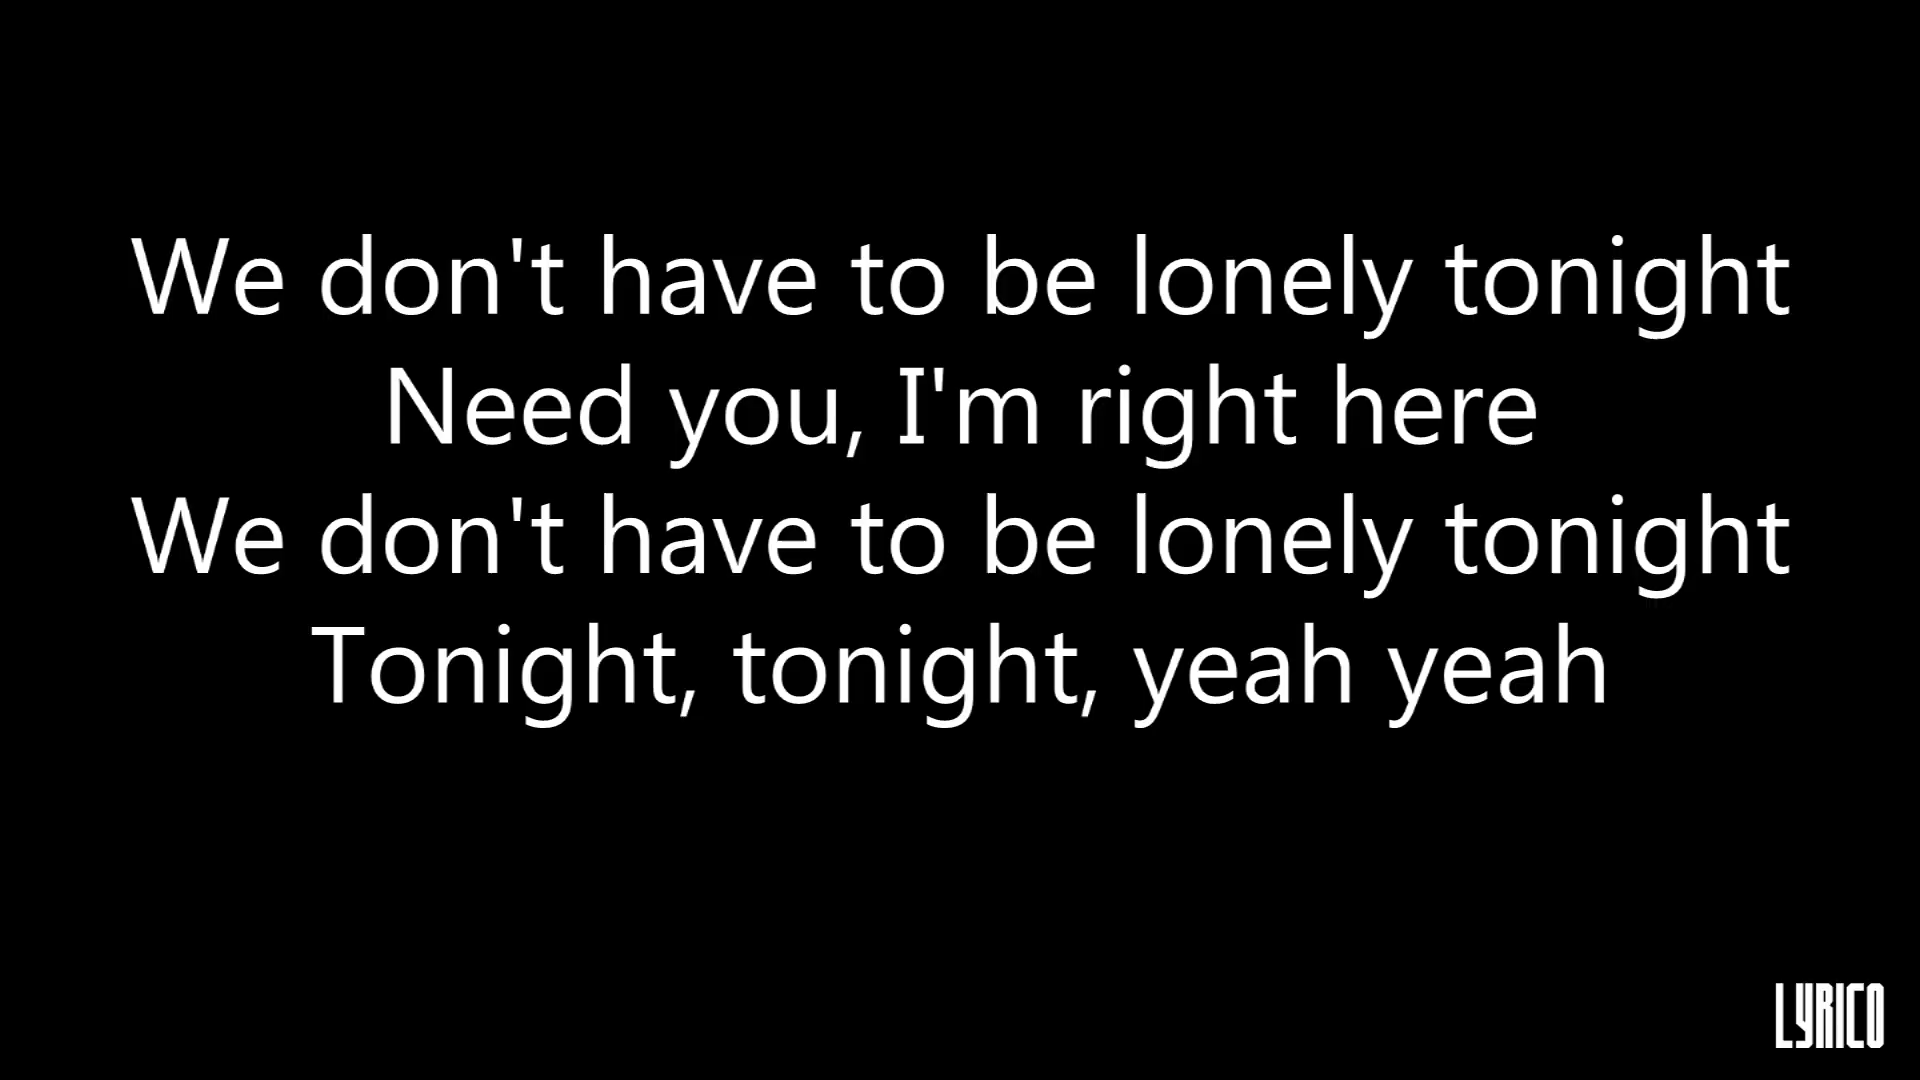 We don't have to be lonely tonight
Need you, I'm right here
We don't have to be lonely tonight
Tonight, tonight, yeah yeah
LYRICO